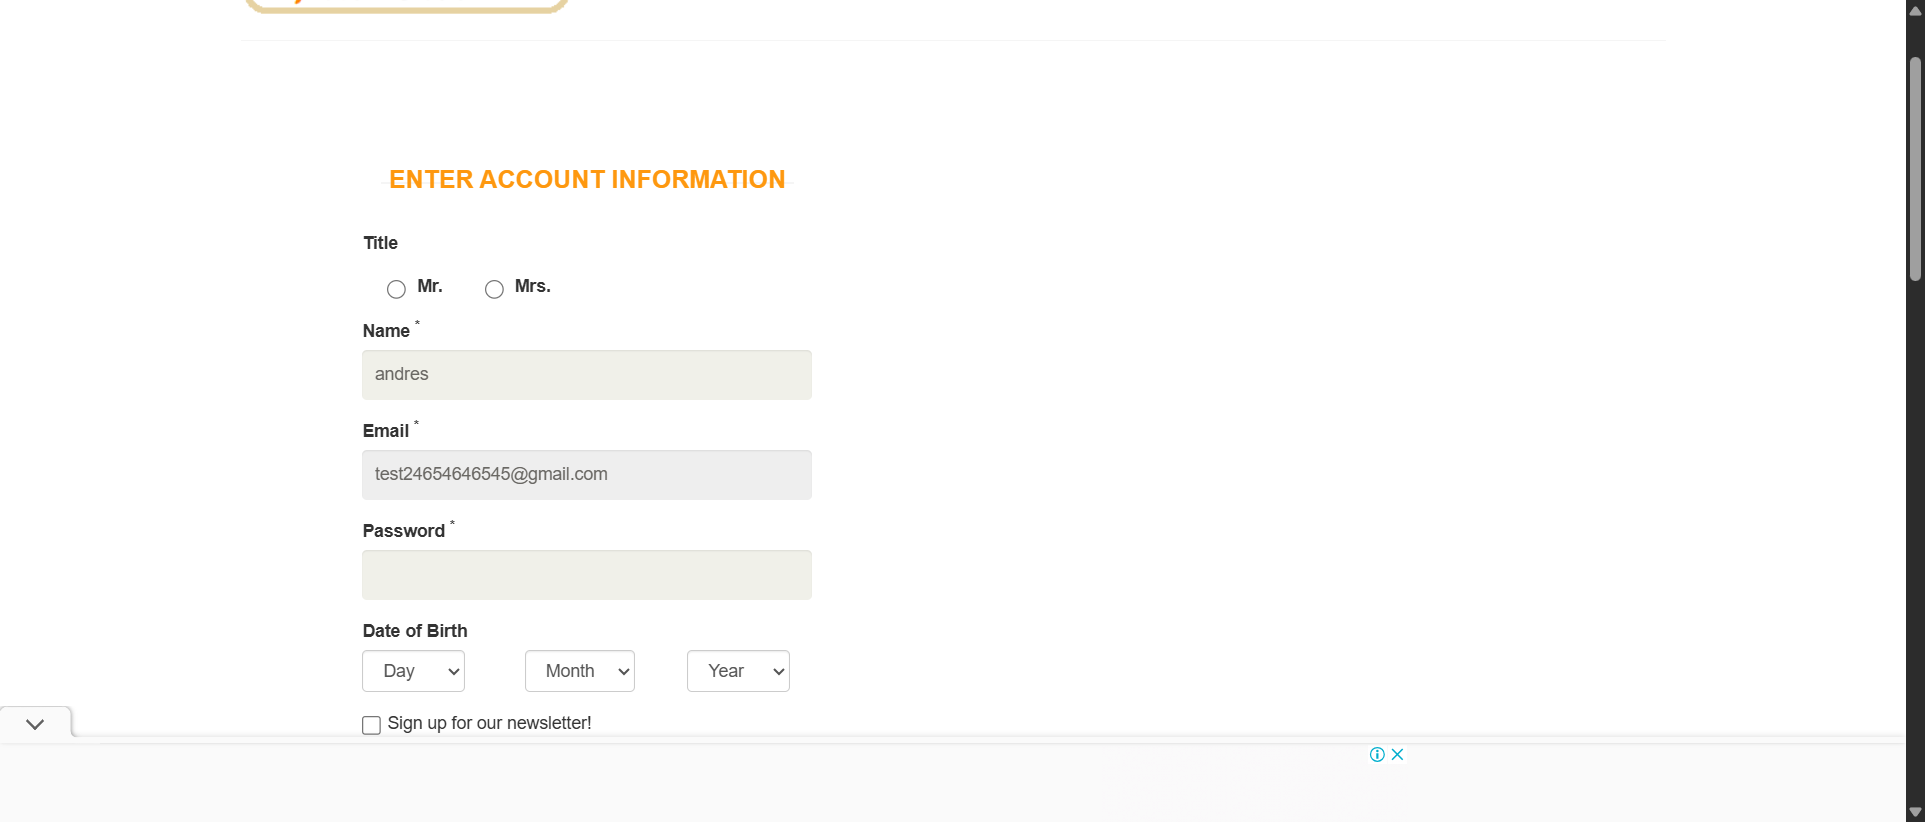 ENTER ACCOUNT INFORMATION
Title
Mr. Mrs.
Name *
andres
Email *
test24654646545@gmail.com
Password *
Date of Birth
Day Month Year
Sign up for our newsletter!